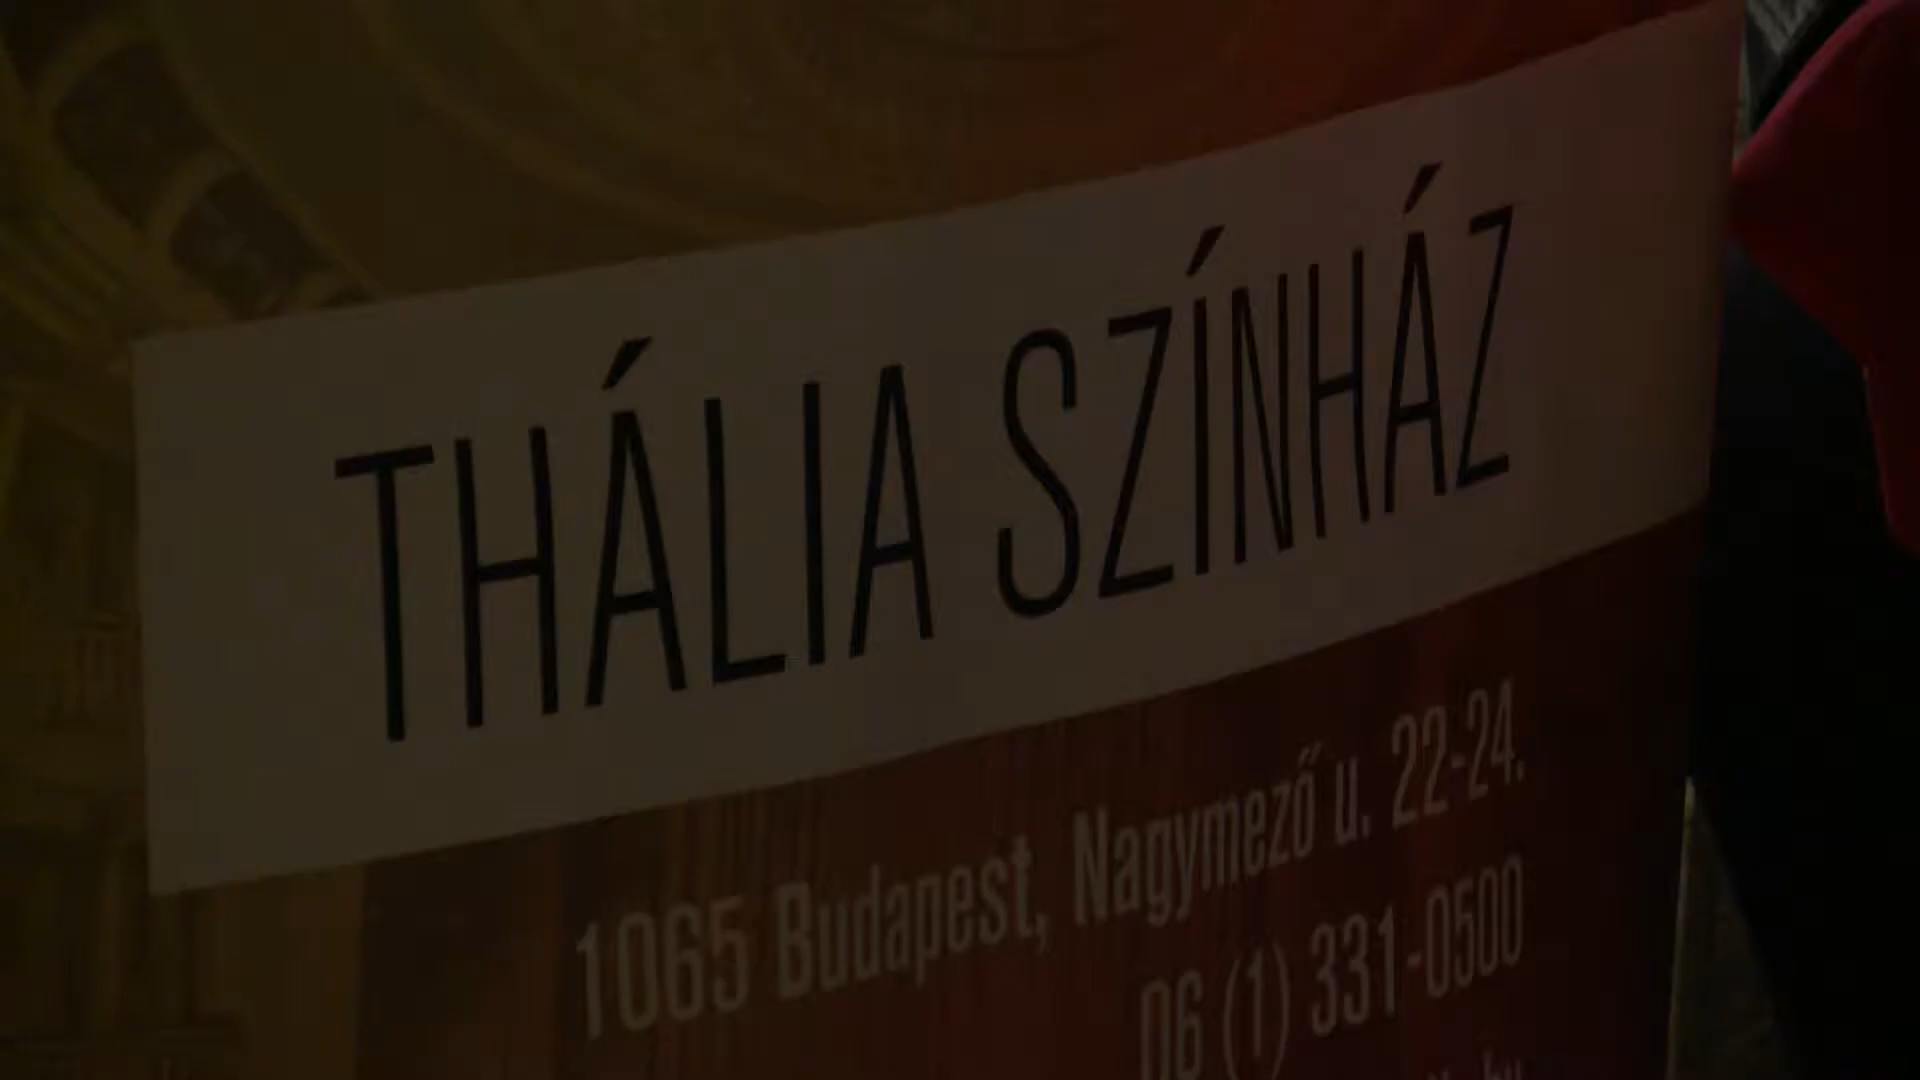 THÁLIA SZÍNHÁZ
1065 Budapest, Nagymező u. 22-24.
06 (1) 331-0500